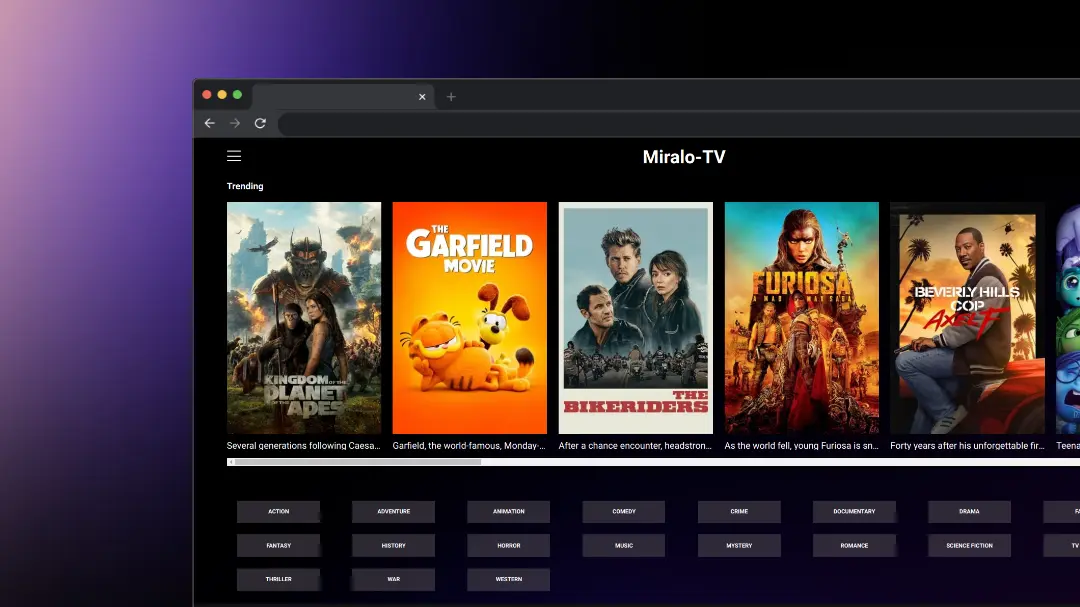 Miralo-TV
Trending
KINGDOM OF THE
PLANET
OF THE APES
THE
GARFIELD
MOVIE
THE
BIKERIDERS
FURIOSA
A MAD MAX SAGA
BEVERLY HILLS
COP
AXEL F
Several generations following Caesa...
Garfield, the world-famous, Monday-...
After a chance encounter, headstron...
As the world fell, young Furiosa is sn...
Forty years after his unforgettable fir...
Teena
ACTION ADVENTURE ANIMATION COMEDY CRIME DOCUMENTARY DRAMA FA
FANTASY HISTORY HORROR MUSIC MYSTERY ROMANCE SCIENCE FICTION TV
THRILLER WAR WESTERN